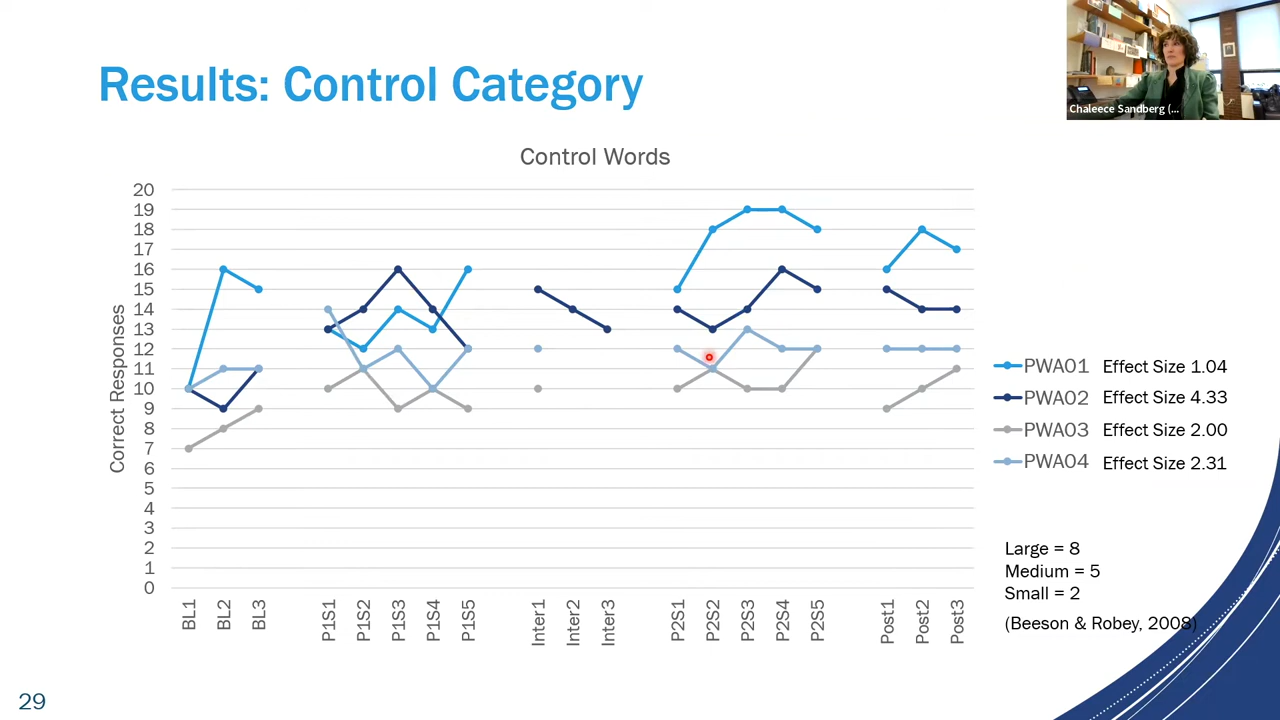 Results: Control Category
Chaleece Sandberg (...
Control Words
Correct Responses
20
19
18
17
16
15
14
13
12
11
10
9
8
7
6
5
4
3
2
1
0
BL1
BL2
BL3
P1S1
P1S2
P1S3
P1S4
P1S5
Inter1
Inter2
Inter3
P2S1
P2S2
P2S3
P2S4
P2S5
Post1
Post2
Post3
PWA01 Effect Size 1.04
PWA02 Effect Size 4.33
PWA03 Effect Size 2.00
PWA04 Effect Size 2.31
Large = 8
Medium = 5
Small = 2
(Beeson & Robey, 2008)
29